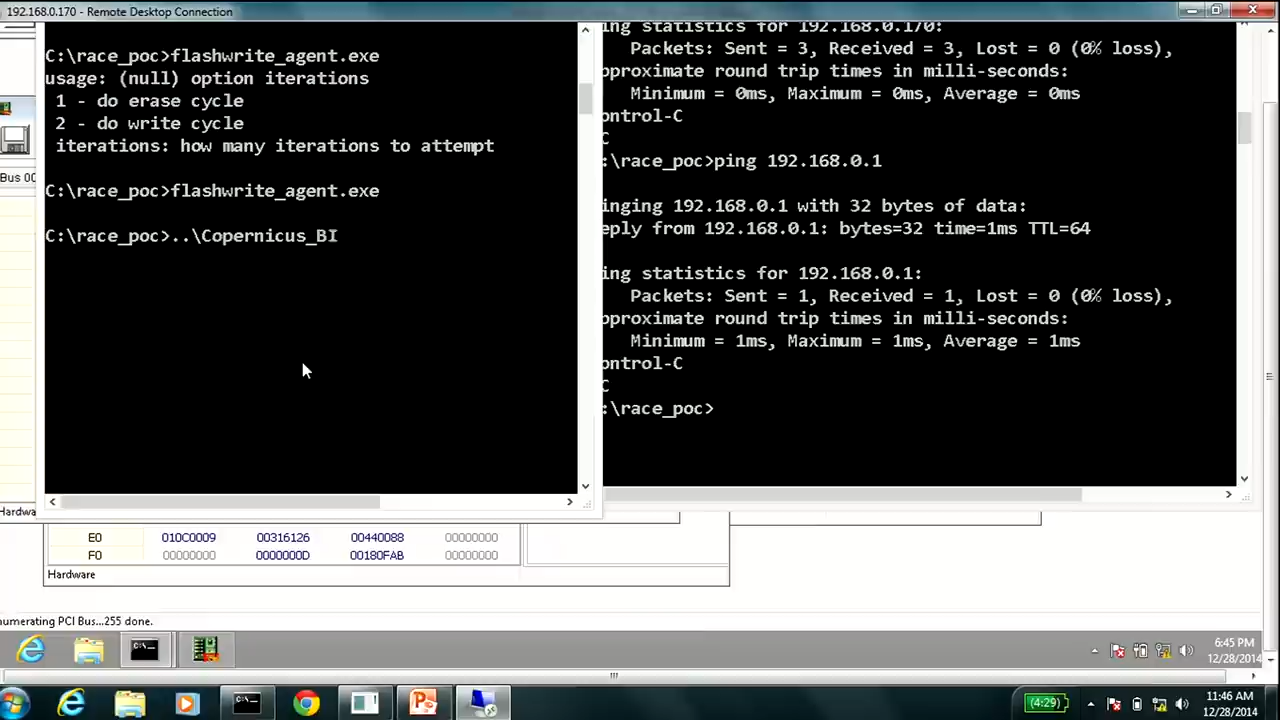 192.168.0.170 - Remote Desktop Connection
C:\race_poc>flashwrite_agent.exe
usage: (null) option iterations
1 - do erase cycle
2 - do write cycle
iterations: how many iterations to attempt
C:\race_poc>flashwrite_agent.exe
C:\race_poc>..\Copernicus_BI
ing statistics for 192.168.0.170:
Packets: Sent = 3, Received = 3, Lost = 0 (0% loss),
pproximate round trip times in milli-seconds:
Minimum = 0ms, Maximum = 0ms, Average = 0ms
ontrol-C
C
:\race_poc>ping 192.168.0.1
inging 192.168.0.1 with 32 bytes of data:
eply from 192.168.0.1: bytes=32 time=1ms TTL=64
ing statistics for 192.168.0.1:
Packets: Sent = 1, Received = 1, Lost = 0 (0% loss),
pproximate round trip times in milli-seconds:
Minimum = 1ms, Maximum = 1ms, Average = 1ms
ontrol-C
C
:\race_poc>
Bus 00
Hardwa
E0 010C0009 00316126 00440088 00000000
F0 00000000 0000000D 00180FAB 00000000
Hardware
numerating PCI Bus...255 done.
6:45 PM
12/28/2014
(4:29)
11:46 AM
12/28/2014